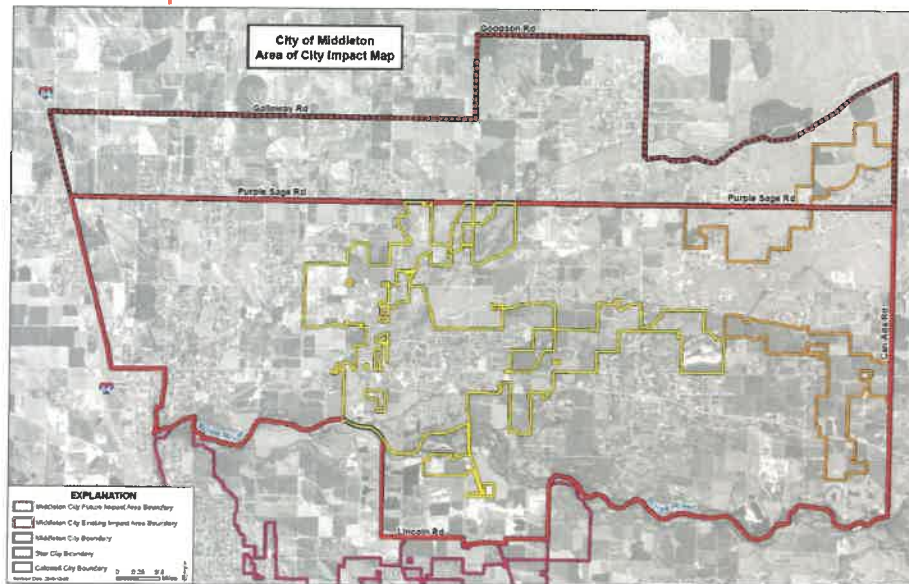 City of Middleton
Area of City Impact Map
Goodson Rd
Galloway Rd
Purple Sage Rd
Purple Sage Rd
Can Ada Rd
Lincoln Rd
EXPLANATION
Middleton City Future Impact Area Boundary
Middleton City Existing Impact Area Boundary
Middleton City Boundary
Star City Boundary
Caldwell City Boundary
Miles